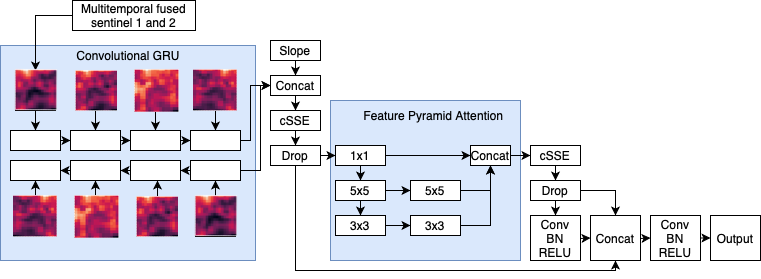 Multitemporal fused
sentinel 1 and 2
Convolutional GRU
Slope
Concat
cSSE
Drop
Feature Pyramid Attention
1x1
Concat
5x5
5x5
3x3
3x3
cSSE
Drop
Conv
BN
RELU
Concat
Conv
BN
RELU
Output